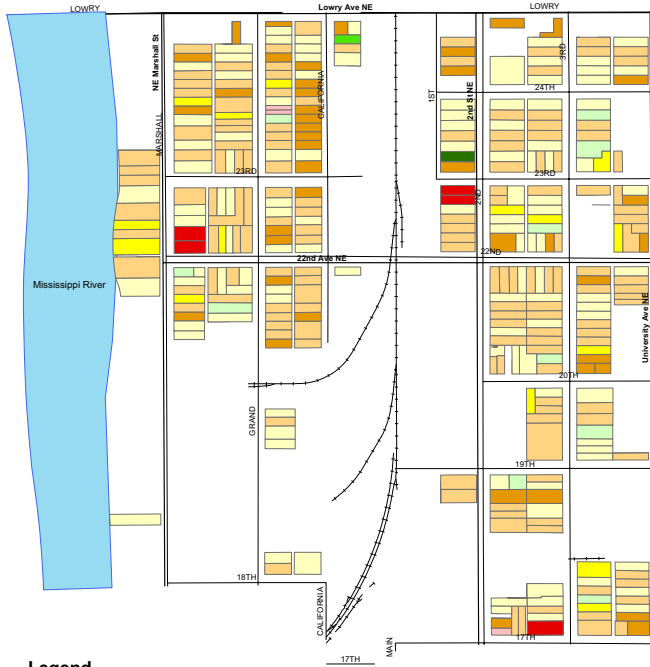 LOWRY
Lowry Ave NE
LOWRY
NE Marshall St
MARSHALL
CALIFORNIA
1ST
2nd St NE
3RD
24TH
23RD
23RD
2ND
22ND
22nd Ave NE
Mississippi River
University Ave NE
20TH
GRAND
19TH
18TH
CALIFORNIA
MAIN
17TH
17TH
Legend